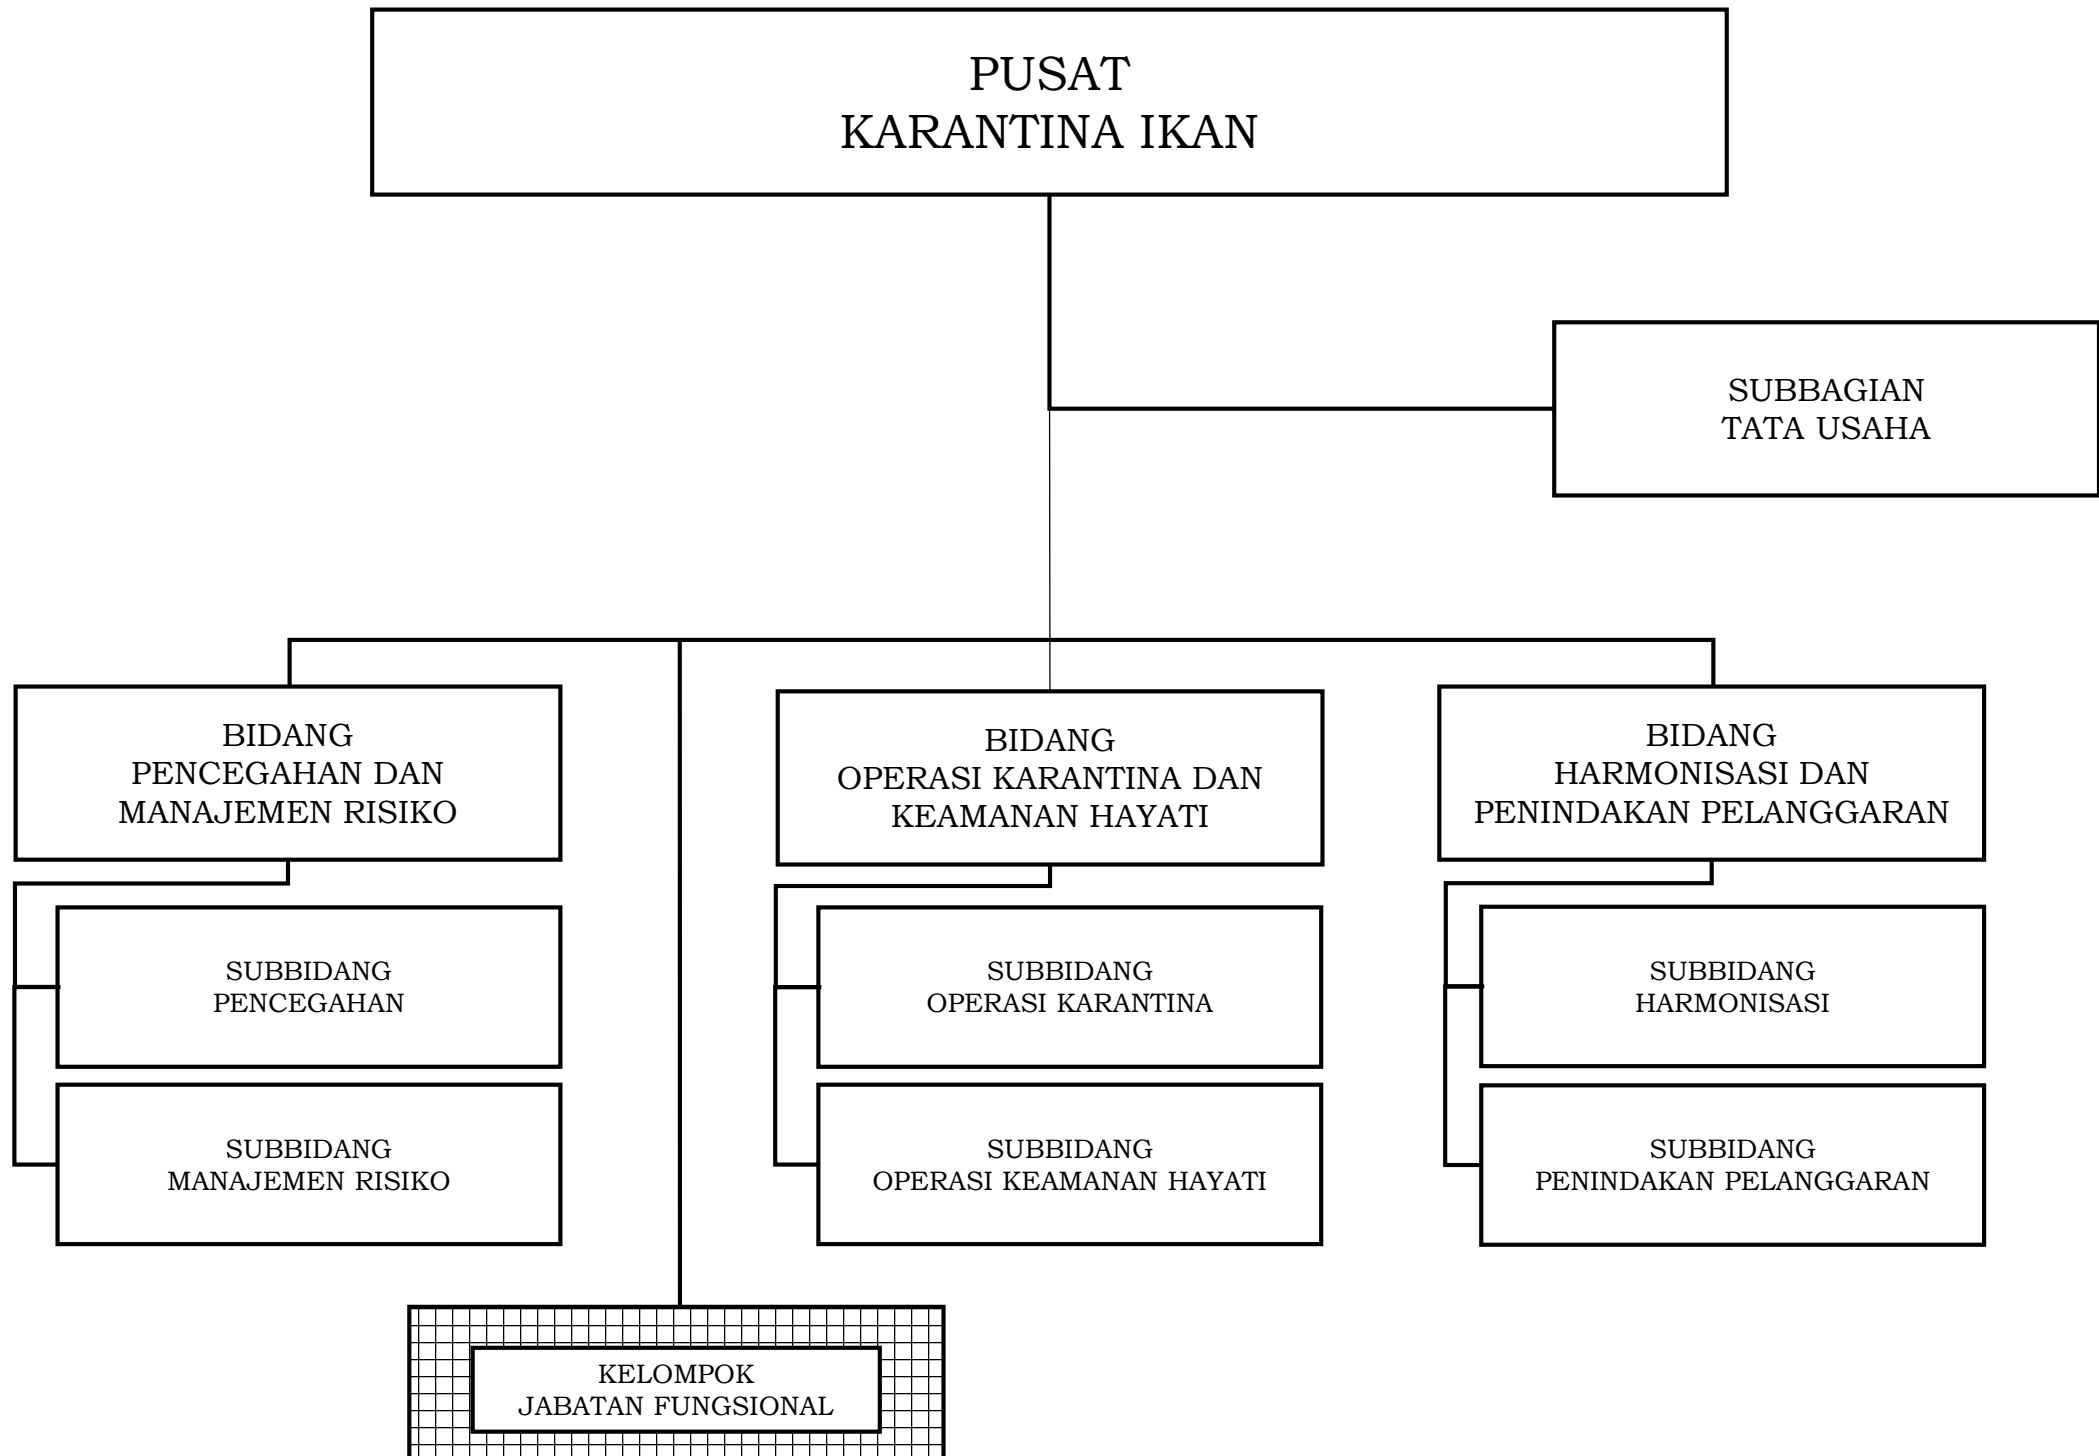 PUSAT
KARANTINA IKAN
SUBBAGIAN
TATA USAHA
BIDANG
PENCEGAHAN DAN
MANAJEMEN RISIKO
BIDANG
OPERASI KARANTINA DAN
KEAMANAN HAYATI
BIDANG
HARMONISASI DAN
PENINDAKAN PELANGGARAN
SUBBIDANG
PENCEGAHAN
SUBBIDANG
OPERASI KARANTINA
SUBBIDANG
HARMONISASI
SUBBIDANG
MANAJEMEN RISIKO
SUBBIDANG
OPERASI KEAMANAN HAYATI
SUBBIDANG
PENINDAKAN PELANGGARAN
KELOMPOK
JABATAN FUNGSIONAL